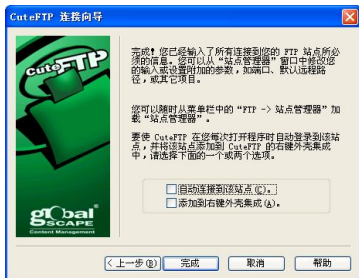 CuteFTP 连接向导
CuteFTP
完成！您已经输入了所有连接到您的 FTP 站点所必
须的信息。您可以从“站点管理器”窗口中修改您
的输入或设置附加的参数，如端口、默认远程路
径，或其它项目。
您可以随时从菜单栏中的“FTP -> 站点管理器”加
载“站点管理器”。
要使 CuteFTP 在您每次打开程序时自动登录到该站
点，并将该站点添加到 CuteFTP 的右键外壳集成
中，请选择下面的一个或两个选项。
自动连接到该站点(C)。
添加到右键外壳集成(A)。
globalSCAPE
Content Management
<上一步(B)
完成
取消
帮助